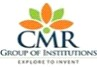 CMR
GROUP OF INSTITUTIONS
EXPLORE TO INVENT